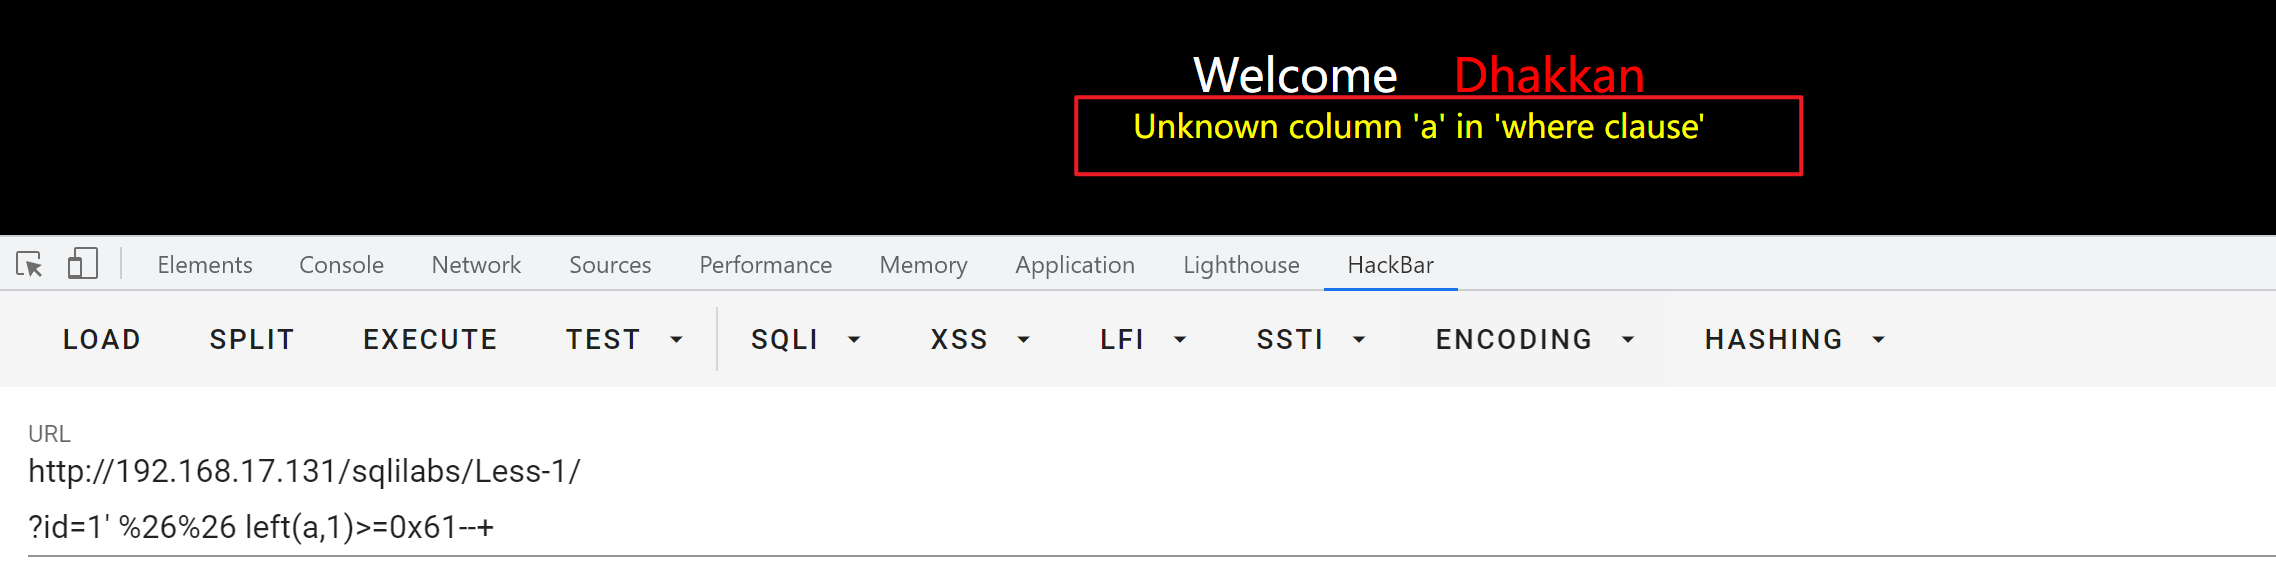 Welcome Dhakkan
Unknown column 'a' in 'where clause'
Elements Console Network Sources Performance Memory Application Lighthouse HackBar
LOAD SPLIT EXECUTE TEST SQLI XSS LFI SSTI ENCODING HASHING
URL
http://192.168.17.131/sqlilabs/Less-1/
?id=1' %26%26 left(a,1)>=0x61--+